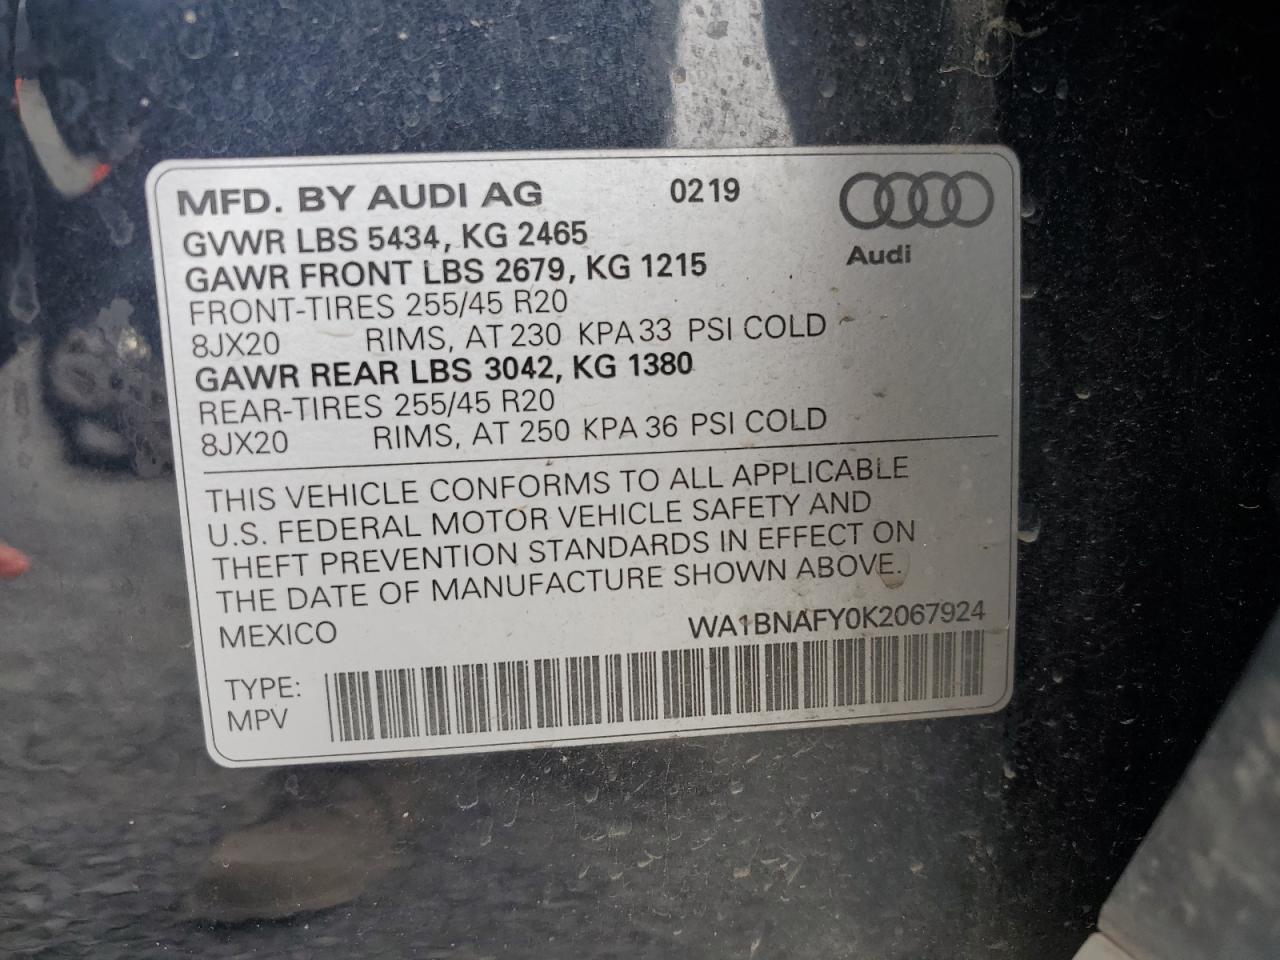 MFD. BY AUDI AG 0219
Audi
GVWR LBS 5434, KG 2465
GAWR FRONT LBS 2679, KG 1215
FRONT-TIRES 255/45 R20
8JX20 RIMS, AT 230 KPA 33 PSI COLD
GAWR REAR LBS 3042, KG 1380
REAR-TIRES 255/45 R20
8JX20 RIMS, AT 250 KPA 36 PSI COLD
THIS VEHICLE CONFORMS TO ALL APPLICABLE
U.S. FEDERAL MOTOR VEHICLE SAFETY AND
THEFT PREVENTION STANDARDS IN EFFECT ON
THE DATE OF MANUFACTURE SHOWN ABOVE.
MEXICO WA1BNAFY0K2067924
TYPE:
MPV